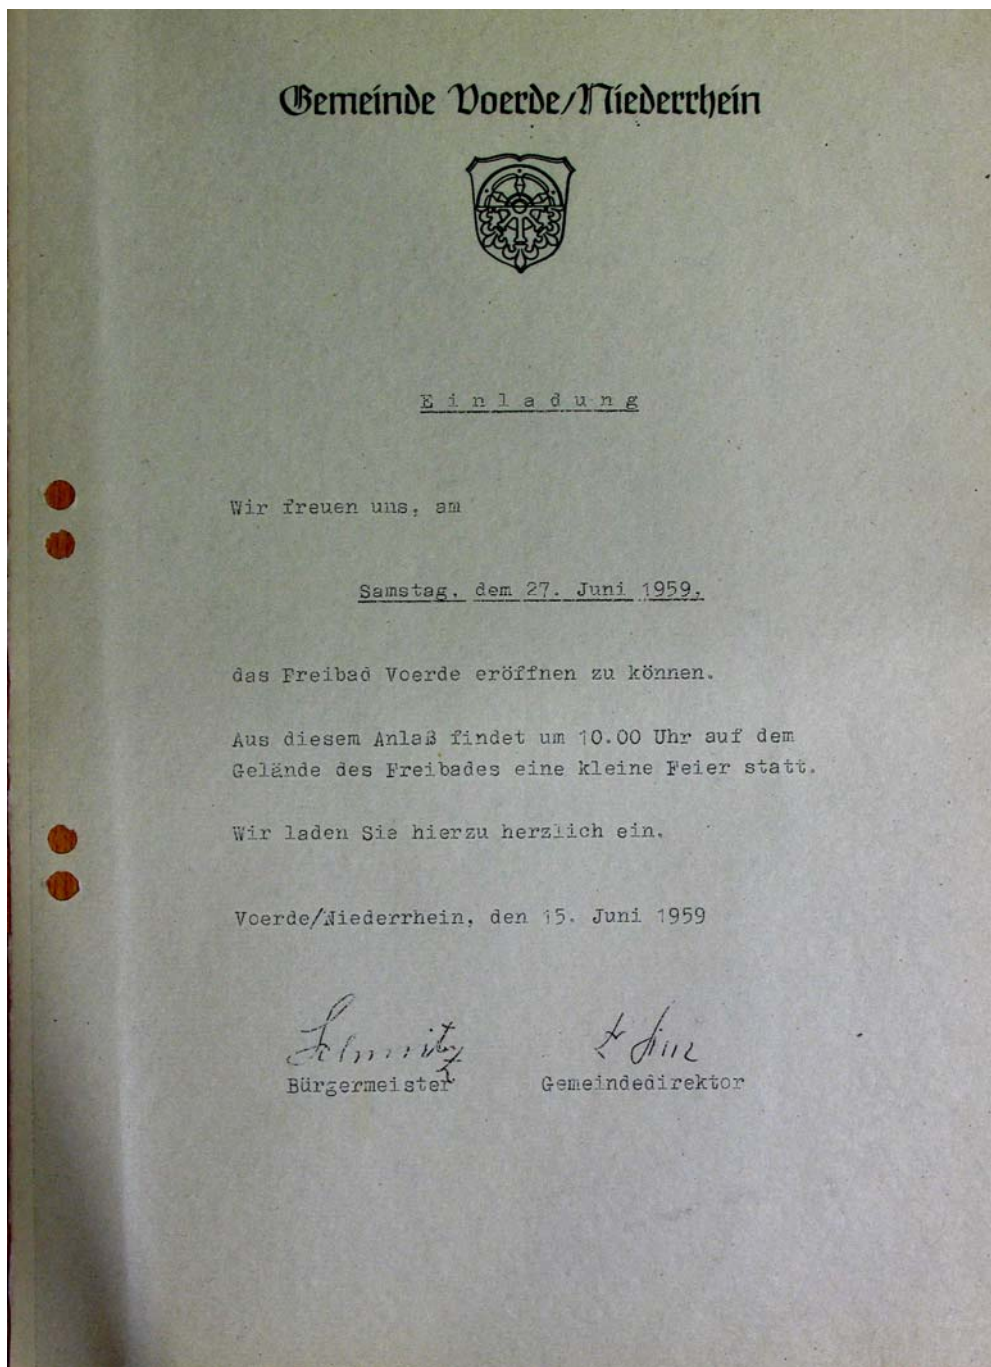 Gemeinde Voerde/Niederrhein
Einladung
Wir freuen uns, am
Samstag, dem 27. Juni 1959,
das Freibad Voerde eröffnen zu können.
Aus diesem Anlaß findet um 10.00 Uhr auf dem
Gelände des Freibades eine kleine Feier statt.
Wir laden Sie hierzu herzlich ein.
Voerde/Niederrhein, den 15. Juni 1959
Schmitz
Bürgermeister Gemeindedirektor